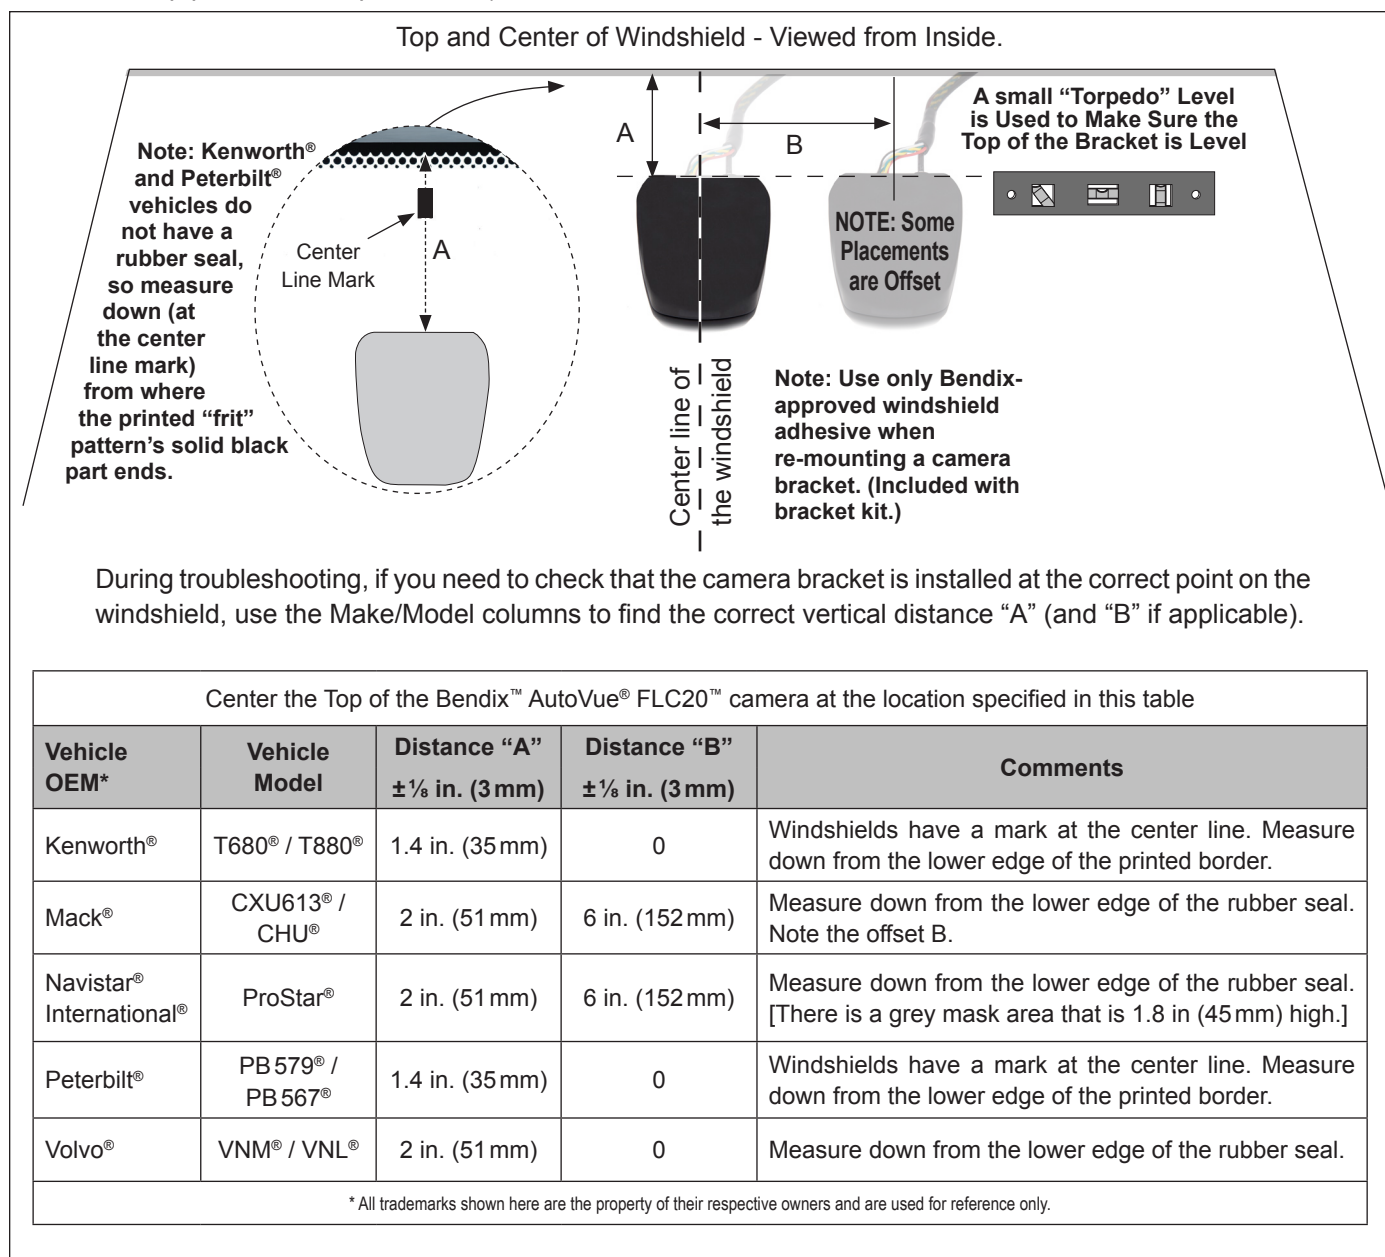 Top and Center of Windshield - Viewed from Inside.
Note: Kenworth®
and Peterbilt®
vehicles do
not have a
rubber seal,
so measure
down (at
the center
line mark)
from where
the printed “frit”
pattern’s solid black
part ends.
Center
Line Mark
A
A
B
NOTE: Some
Placements
are Offset
A small “Torpedo” Level
is Used to Make Sure the
Top of the Bracket is Level
Center line of
the windshield
Note: Use only Bendix-
approved windshield
adhesive when
re-mounting a camera
bracket. (Included with
bracket kit.)
During troubleshooting, if you need to check that the camera bracket is installed at the correct point on the
windshield, use the Make/Model columns to find the correct vertical distance “A” (and “B” if applicable).
Center the Top of the Bendix™ AutoVue® FLC20™ camera at the location specified in this table
Vehicle OEM* Vehicle Model Distance “A” ±⅛ in. (3 mm) Distance “B” ±⅛ in. (3 mm) Comments
Kenworth® T680® / T880® 1.4 in. (35 mm) 0 Windshields have a mark at the center line. Measure
down from the lower edge of the printed border.
Mack® CXU613® / CHU® 2 in. (51 mm) 6 in. (152 mm) Measure down from the lower edge of the rubber seal.
Note the offset B.
Navistar® International® ProStar® 2 in. (51 mm) 6 in. (152 mm) Measure down from the lower edge of the rubber seal.
[There is a grey mask area that is 1.8 in (45 mm) high.]
Peterbilt® PB 579® / PB 567® 1.4 in. (35 mm) 0 Windshields have a mark at the center line. Measure
down from the lower edge of the printed border.
Volvo® VNM® / VNL® 2 in. (51 mm) 0 Measure down from the lower edge of the rubber seal.
* All trademarks shown here are the property of their respective owners and are used for reference only.